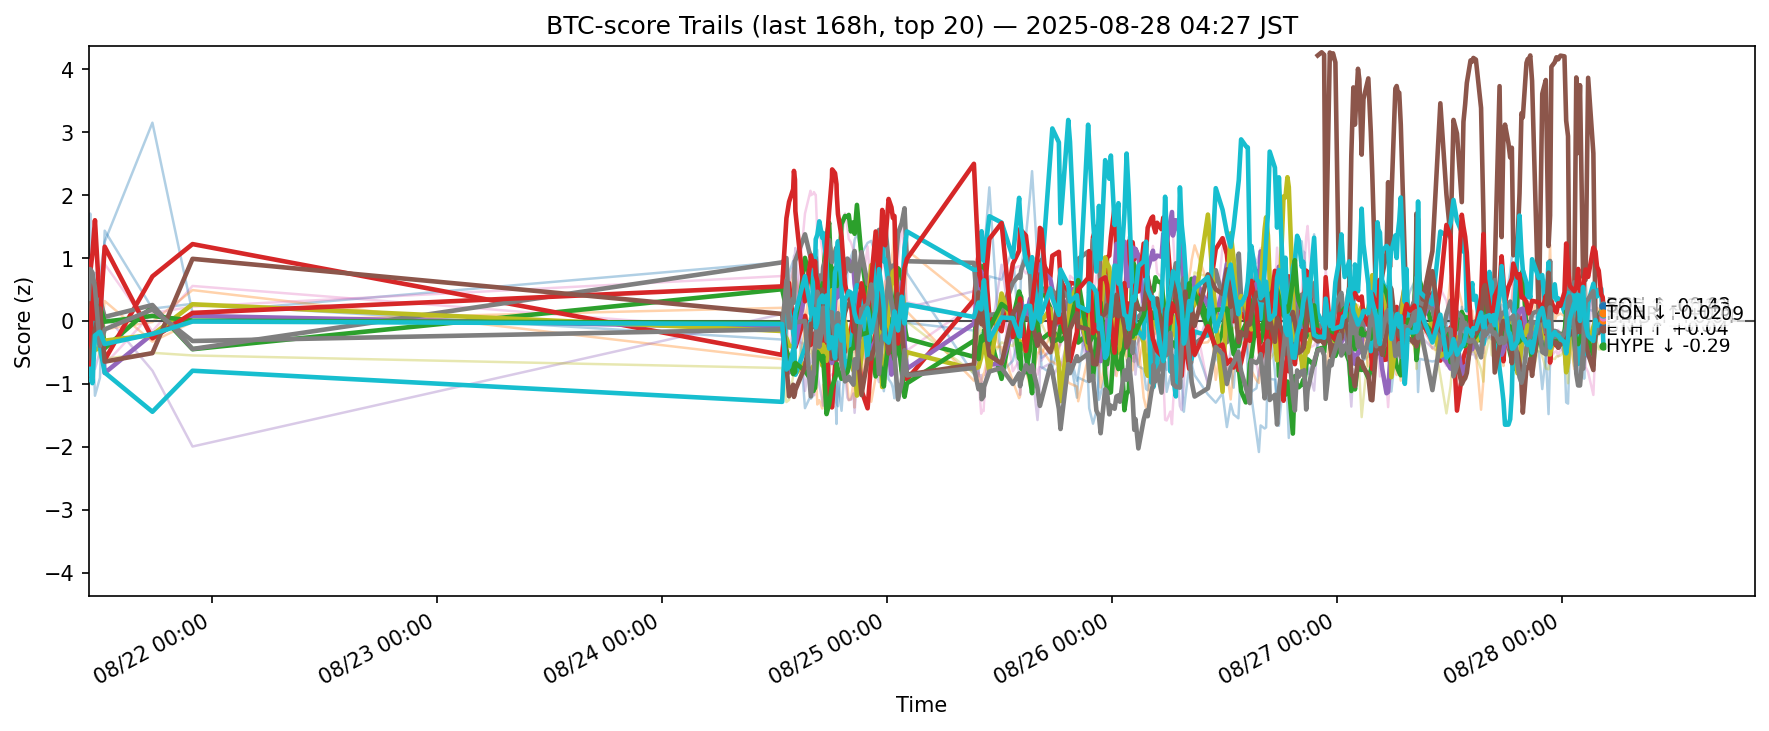 BTC-score Trails (last 168h, top 20) — 2025-08-28 04:27 JST
Score (z)
4
3
2
1
0
−1
−2
−3
−4
TON ↓ -0.02
ETH ↑ +0.04
HYPE ↓ -0.29
08/22 00:00
08/23 00:00
08/24 00:00
08/25 00:00
08/26 00:00
08/27 00:00
08/28 00:00
Time